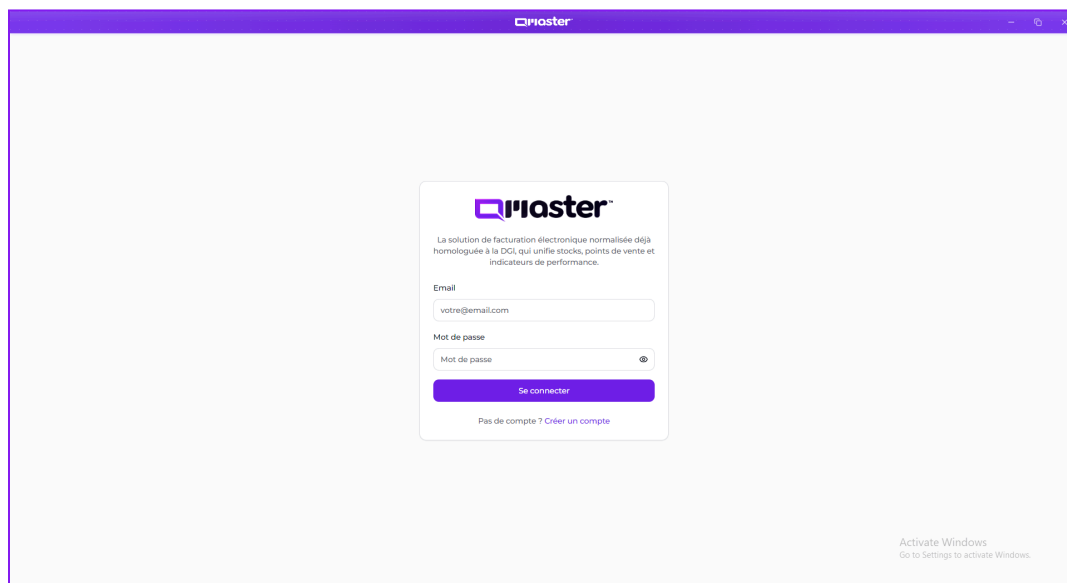 Qmaster
Qmaster™
La solution de facturation électronique normalisée déjà
homologuée à la DGI, qui unifie stocks, points de vente et
indicateurs de performance.
Email
votre@email.com
Mot de passe
Mot de passe
Se connecter
Pas de compte ? Créer un compte
Activate Windows
Go to Settings to activate Windows.